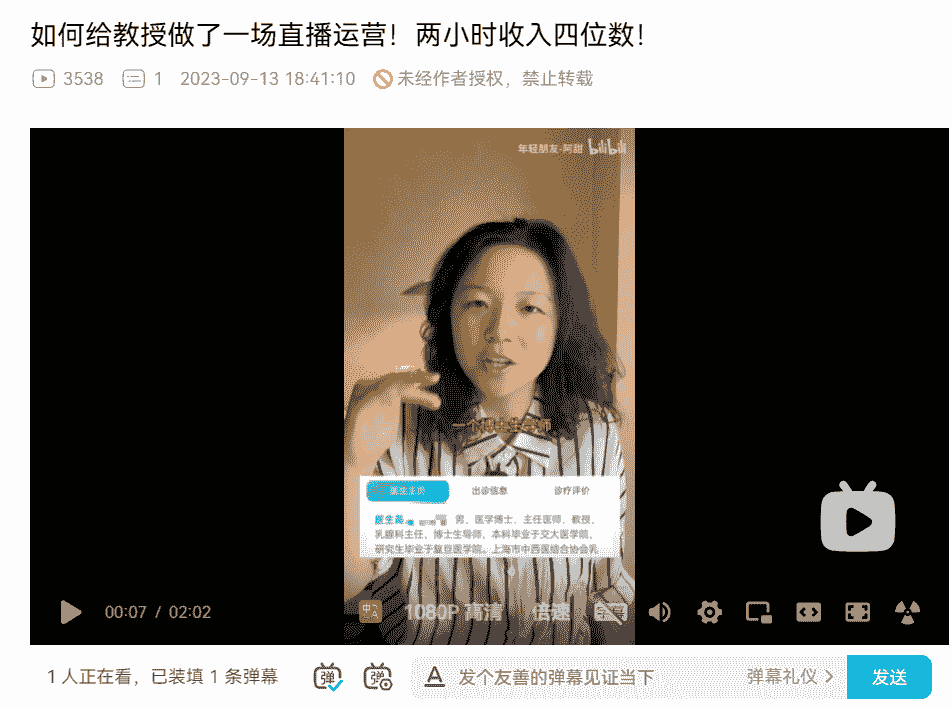 如何给教授做了一场直播运营！两小时收入四位数！
3538 1 2023-09-13 18:41:10 未经作者授权，禁止转载
年轻朋友-阿甜 bilibili
一个博士生导师
出诊信息 诊疗评价
男，医学博士、主任医师、教授，
乳腺科主任，博士生导师，本科毕业于交大医学院，
研究生毕业于复旦医学院。上海市中西医结合协会乳
00:07 / 02:02 1080P 高清 倍速 字幕
1 人正在看，已装填 1 条弹幕 弹 弹 A 发个友善的弹幕见证当下 弹幕礼仪 发送